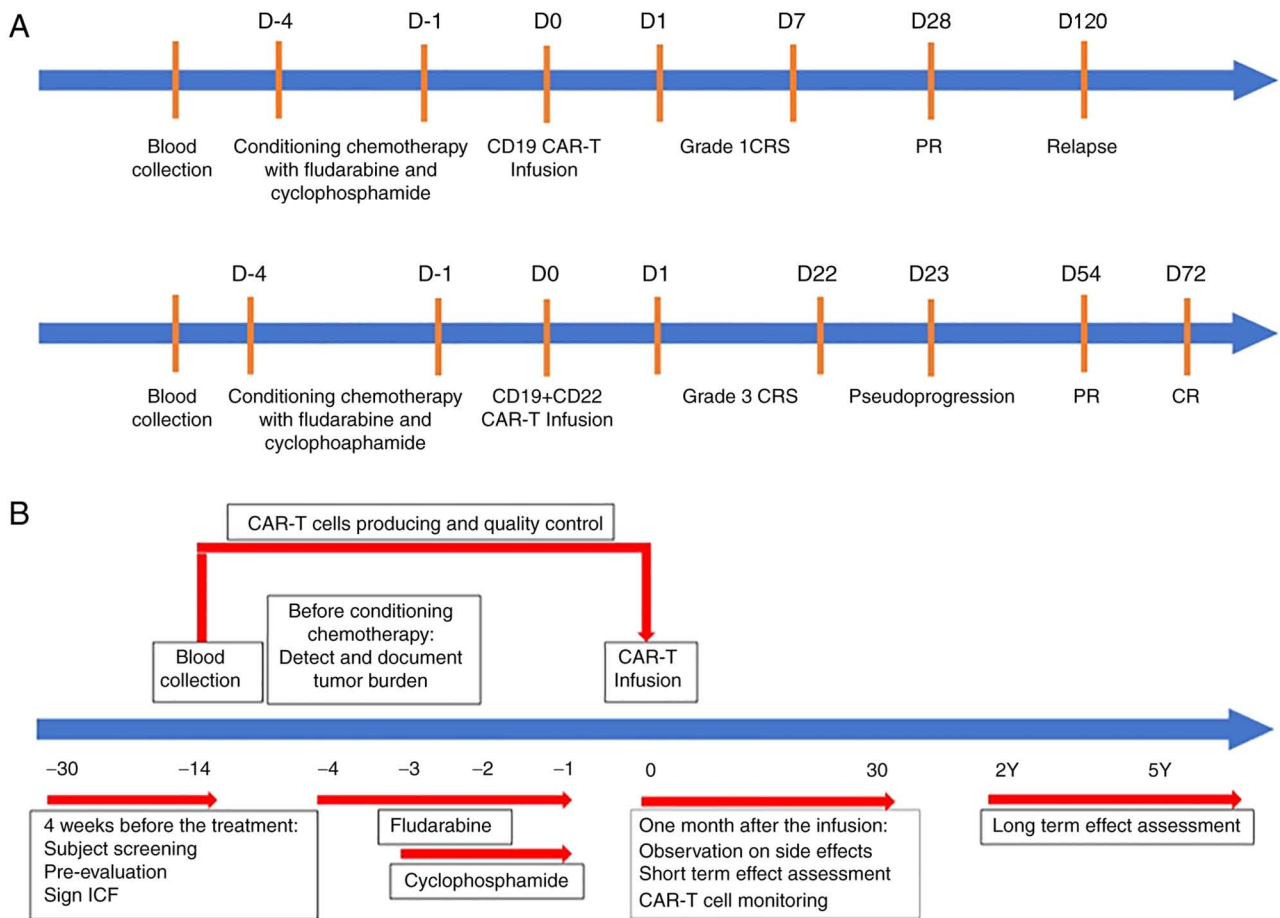 A
D-4 D-1 D0 D1 D7 D28 D120
Blood
collection
Conditioning chemotherapy
with fludarabine and
cyclophosphamide
CD19 CAR-T
Infusion
Grade 1CRS
PR
Relapse
D-4 D-1 D0 D1 D22 D23 D54 D72
Blood
collection
Conditioning chemotherapy
with fludarabine and
cyclophoaphamide
CD19+CD22
CAR-T Infusion
Grade 3 CRS
Pseudoprogression
PR
CR
B
CAR-T cells producing and quality control
Blood
collection
Before conditioning
chemotherapy:
Detect and document
tumor burden
CAR-T
Infusion
−30 −14 −4 −3 −2 −1 0 30 2Y 5Y
4 weeks before the treatment:
Subject screening
Pre-evaluation
Sign ICF
Fludarabine
Cyclophosphamide
One month after the infusion:
Observation on side effects
Short term effect assessment
CAR-T cell monitoring
Long term effect assessment